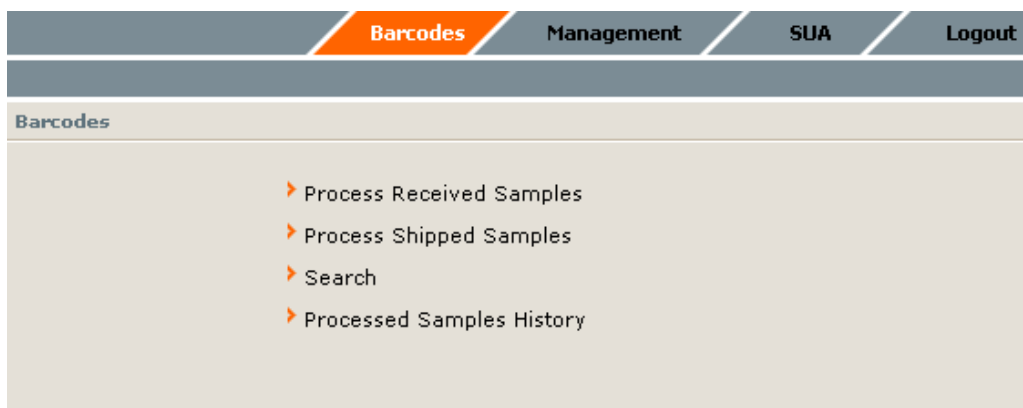 Barcodes Management SUA Logout
Barcodes
Process Received Samples
Process Shipped Samples
Search
Processed Samples History